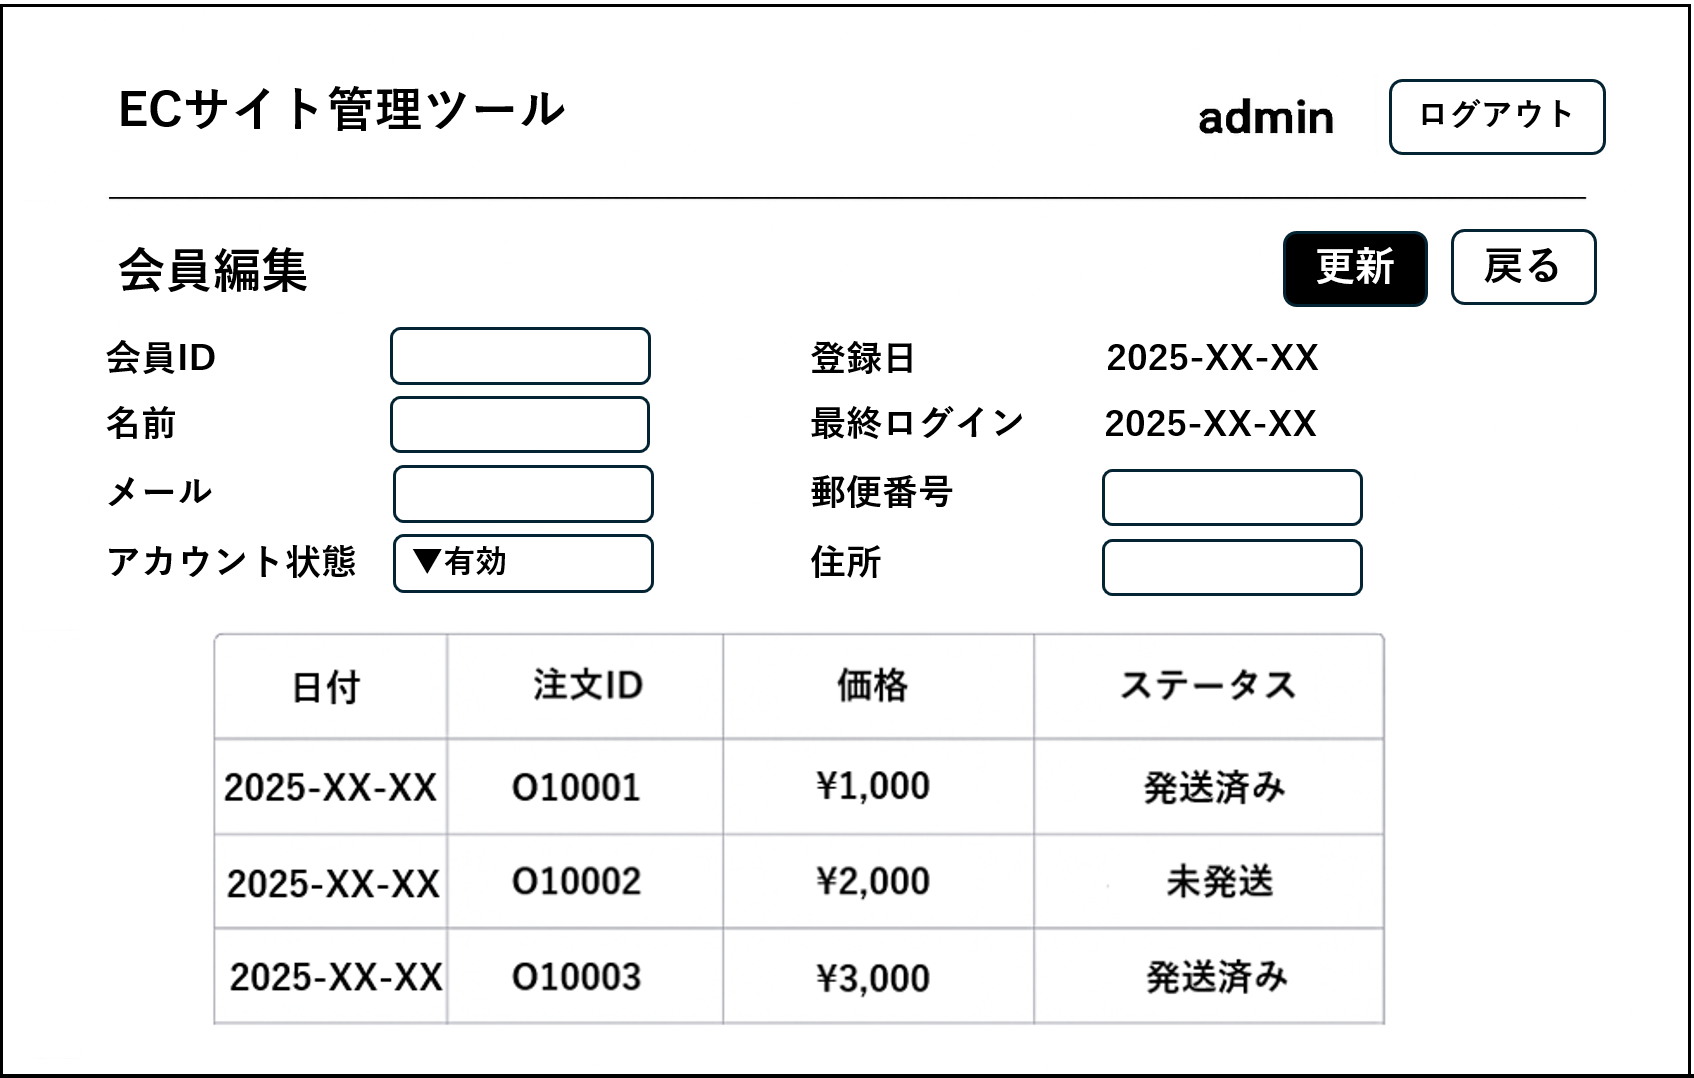 ECサイト管理ツール admin ログアウト
会員編集 更新 戻る
会員ID 登録日 2025-XX-XX
名前 最終ログイン 2025-XX-XX
メール 郵便番号
アカウント状態 ▼有効 住所
日付 注文ID 価格 ステータス
2025-XX-XX O10001 ¥1,000 発送済み
2025-XX-XX O10002 ¥2,000 未発送
2025-XX-XX O10003 ¥3,000 発送済み